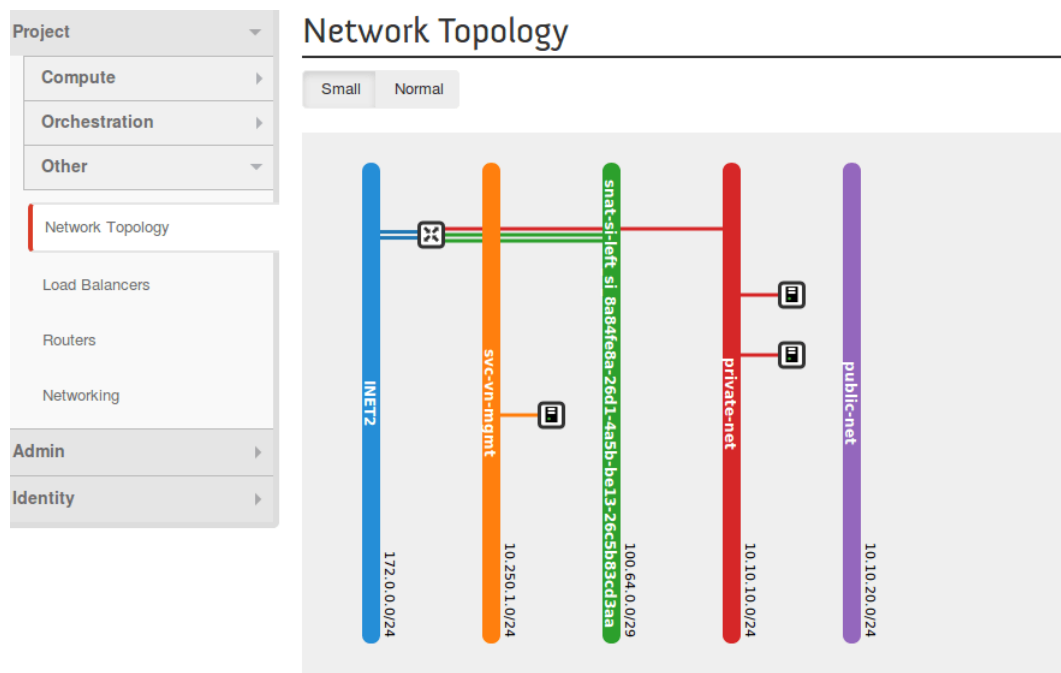 Project
Compute
Orchestration
Other
Network Topology
Load Balancers
Routers
Networking
Admin
Identity
Network Topology
Small
Normal
INET2
172.0.0.0/24
svc-vn-mgmt
10.250.1.0/24
snat-si-left_si_8a84fe8a-26d1-4a5b-be13-26c5b83cd3aa
100.64.0.0/29
private-net
10.10.10.0/24
public-net
10.10.20.0/24